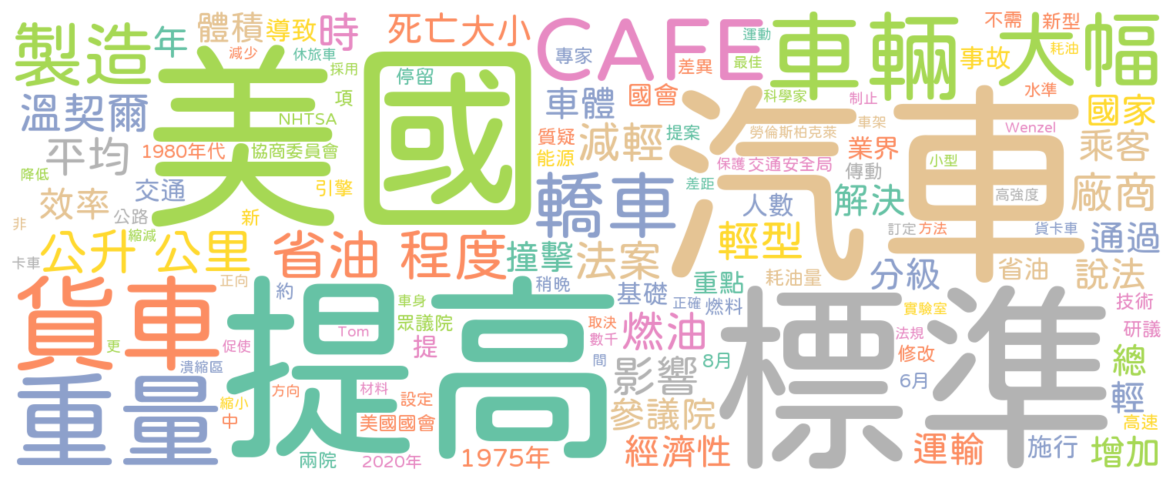 美國
汽車
提高
標準
CAFE
車輛
大幅
製造
貨車
重量
轎車
省油
程度
公升
公里
體積
導致
年
時
死亡
大小
減少
休旅車
採用
停留
項
NHTSA
溫契爾
平均
1980年代
協商委員會
降低
效率
交通
引擎
公路
新
非
縮減
卡車
正向
約
專家
差異
運動
最佳
耗油
不需
新型
事故
水準
車體
國會
科學家
制止
國家
質疑
減輕
提案
勞倫斯柏克萊
車架
Wenzel
能源
保護
交通安全局
業界
小型
乘客
傳動
差距
高強度
人數
解決
廠商
輕型
訂定
方法
貨卡車
通過
撞擊
法案
重點
耗油量
分級
省油
說法
稍晚
基礎
燃料
正確
車身
眾議院
取決
數千
燃油
實驗室
技術
法規
研議
Tom
提
更
促使
間
8月
修改
總
潰縮區
影響
6月
輕
方向
材料
縮小
設定
中
美國國會
參議院
高速
兩院
2020年
1975年
經濟性
運輸
施行
增加